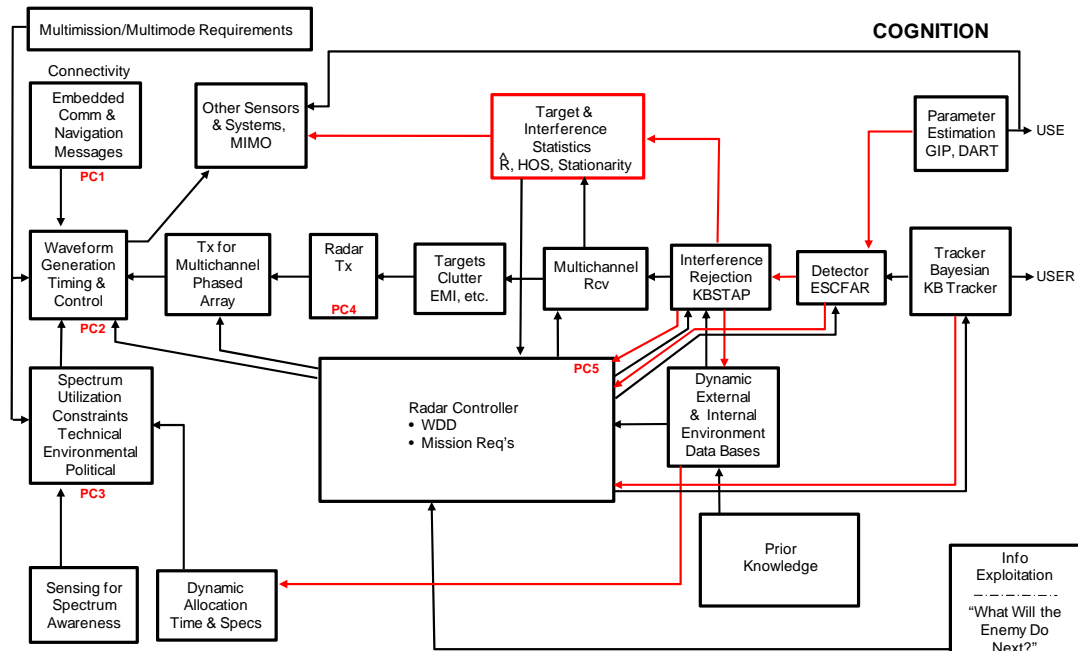 Multimission/Multimode Requirements
COGNITION
Connectivity
Embedded
Comm &
Navigation
Messages
PC1
Other Sensors
& Systems,
MIMO
Target &
Interference
Statistics
R̂, HOS, Stationarity
Parameter
Estimation
GIP, DART
USE
Waveform
Generation
Timing &
Control
PC2
Tx for
Multichannel
Phased
Array
Radar
Tx
PC4
Targets
Clutter
EMI, etc.
Multichannel
Rcv
Interference
Rejection
KBSTAP
Detector
ESCFAR
Tracker
Bayesian
KB Tracker
USER
Spectrum
Utilization
Constraints
Technical
Environmental
Political
PC3
PC5
Radar Controller
• WDD
• Mission Req's
Dynamic
External
& Internal
Environment
Data Bases
Prior
Knowledge
Sensing for
Spectrum
Awareness
Dynamic
Allocation
Time & Specs
Info
Exploitation
“What Will the
Enemy Do
Next?”